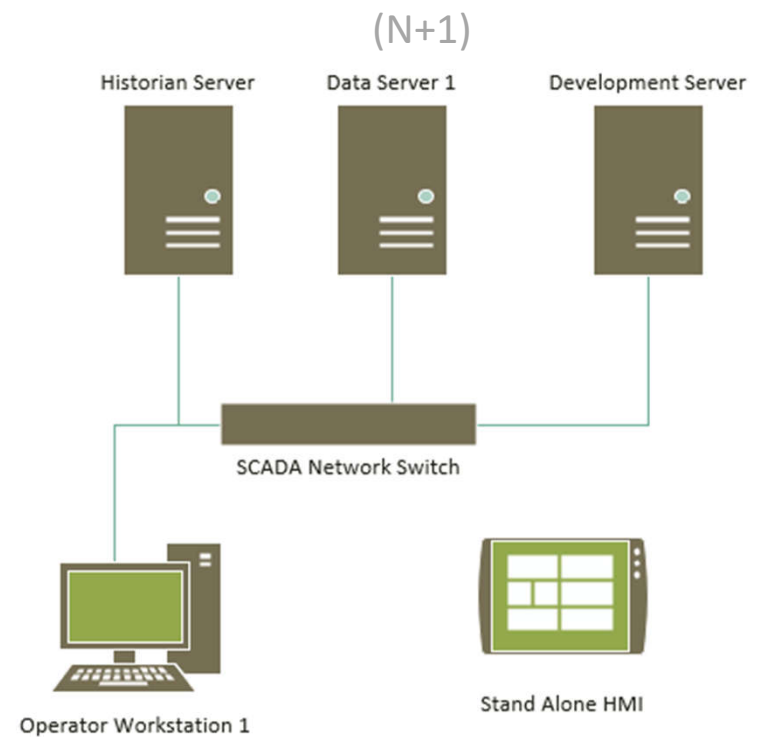 (N+1)
Historian Server
Data Server 1
Development Server
SCADA Network Switch
Stand Alone HMI
Operator Workstation 1